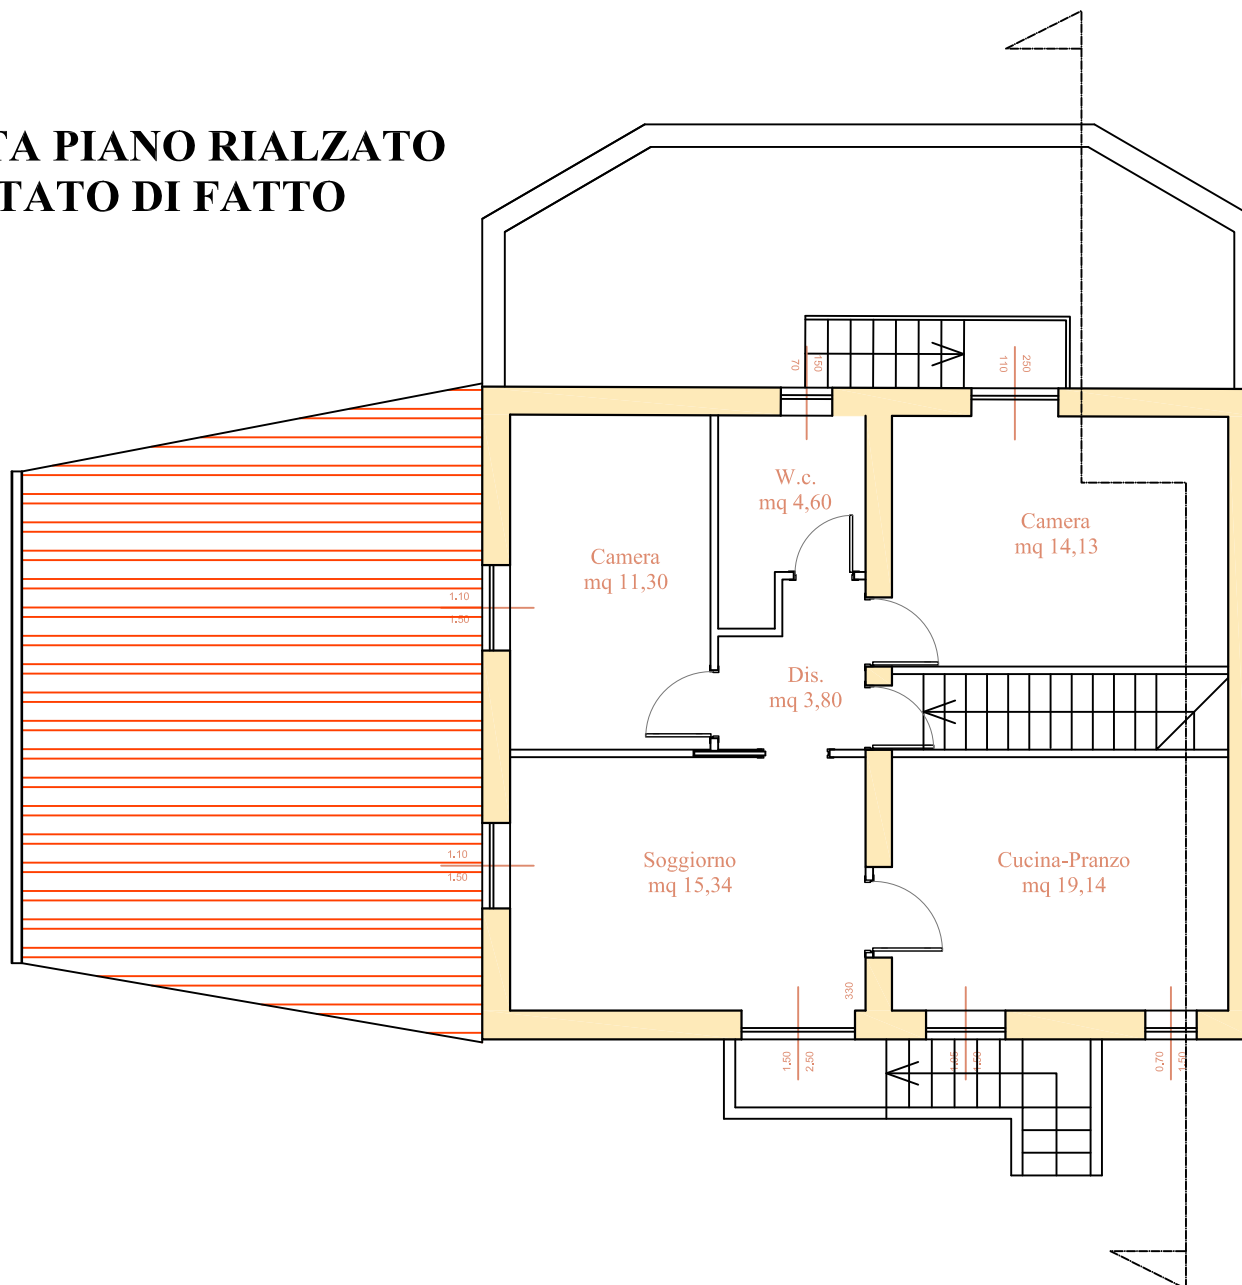 TA PIANO RIALZATO
TATO DI FATTO
70
150
110
250
W.c.
mq 4,60
Camera
mq 14,13
Camera
mq 11,30
1.10
1.50
Dis.
mq 3,80
1.10
1.50
Soggiorno
mq 15,34
Cucina-Pranzo
mq 19,14
330
1.50
2.50
1.50
0.70
1.50